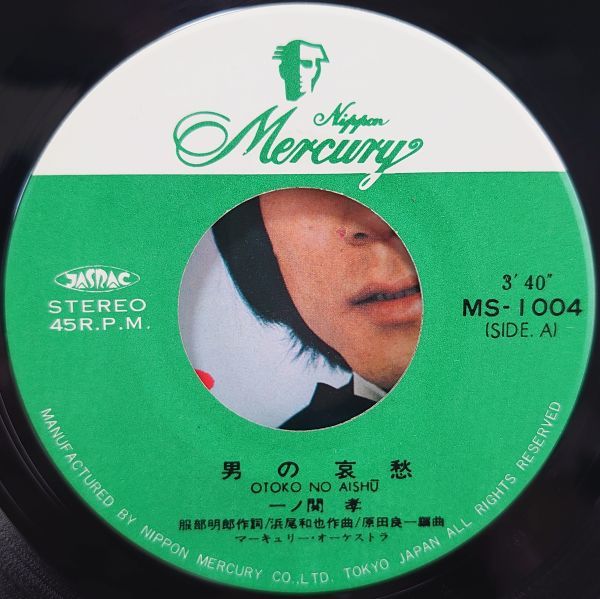 Nippon
Mercury
JASRAC
STEREO
45R.P.M.
3′40″
MS-1004
(SIDE. A)
男の哀愁
OTOKO NO AISHŪ
一ノ関 孝
服部明郎作詞/浜尾和也作曲/原田良一編曲
マーキュリー・オーケストラ
MANUFACTURED BY NIPPON MERCURY CO., LTD. TOKYO JAPAN ALL RIGHTS RESERVED